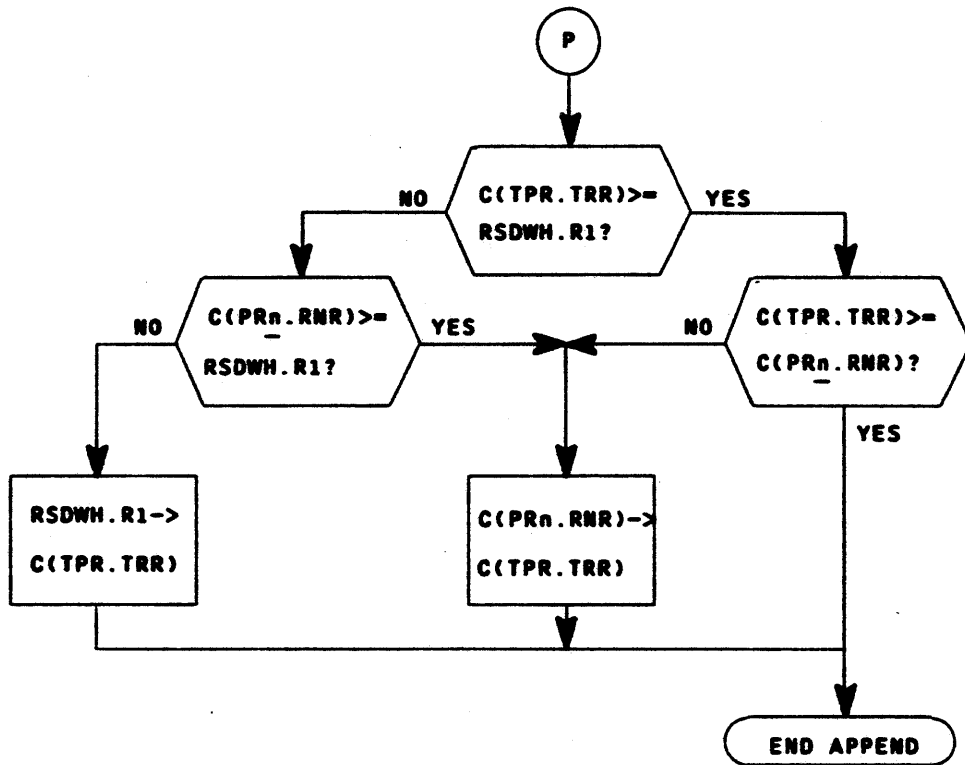 P
C(TPR.TRR)>=
RSDWH.R1?
NO
YES
C(PRn.RNR)>=
RSDWH.R1?
NO
YES
C(TPR.TRR)>=
C(PRn.RNR)?
NO
YES
RSDWH.R1->
C(TPR.TRR)
C(PRn.RNR)->
C(TPR.TRR)
END APPEND